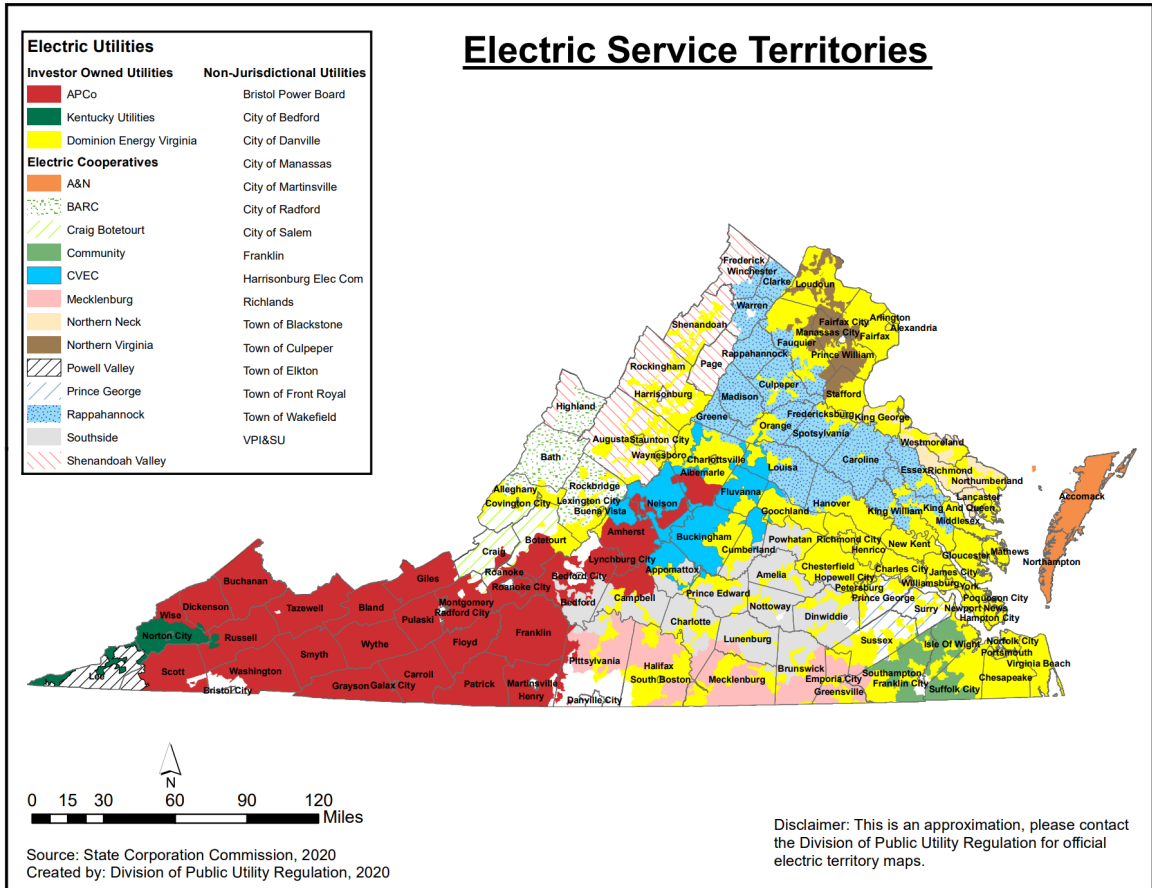 Electric Service Territories
Electric Utilities
Investor Owned Utilities
APCo
Kentucky Utilities
Dominion Energy Virginia
Electric Cooperatives
A&N
BARC
Craig Botetourt
Community
CVEC
Mecklenburg
Northern Neck
Northern Virginia
Powell Valley
Prince George
Rappahannock
Southside
Shenandoah Valley
Non-Jurisdictional Utilities
Bristol Power Board
City of Bedford
City of Danville
City of Manassas
City of Martinsville
City of Radford
City of Salem
Franklin
Harrisonburg Elec Com
Richlands
Town of Blackstone
Town of Culpeper
Town of Elkton
Town of Front Royal
Town of Wakefield
VPI&SU
Frederick
Winchester
Clarke
Loudoun
Warren
Arlington
Fairfax City
Alexandria
Manassas City
Fairfax
Shenandoah
Fauquier
Rappahannock
Prince William
Page
Rockingham
Culpeper
Stafford
Harrisonburg
Madison
Highland
Fredericksburg
King George
Greene
Orange
Spotsylvania
Augusta
Staunton City
Westmoreland
Waynesboro
Charlottsville
Bath
Louisa
Caroline
Essex
Richmond
Albemarle
Northumberland
Rockbridge
Alleghany
Fluvanna
Lancaster
Accomack
Covington City
Lexington City
Nelson
Hanover
King And Queen
Buena Vista
Goochland
King William
Middlesex
Amherst
Buckingham
Powhatan
Richmond City
Botetourt
Henrico
New Kent
Craig
Cumberland
Gloucester
Mathews
Lynchburg City
Northampton
Roanoke
Appomattox
Amelia
Chesterfield
Charles City
James City
Bedford City
Giles
Buchanan
Roanoke City
Hopewell City
Williamsburg
York
Petersburg
Prince Edward
Prince George
Poquoson City
Bedford
Campbell
Montgomery
Nottoway
Surry
Newport News
Dickenson
Tazewell
Bland
Radford City
Wise
Pulaski
Charlotte
Dinwiddie
Hampton City
Franklin
Norton City
Russell
Wythe
Floyd
Lunenburg
Sussex
Isle Of Wight
Norfolk City
Smyth
Portsmouth
Pittsylvania
Halifax
Virginia Beach
Scott
Washington
Carroll
Brunswick
Southampton
Lee
South Boston
Mecklenburg
Emporia City
Chesapeake
Patrick
Martinsville
Franklin City
Bristol City
Grayson
Galax City
Greensville
Suffolk City
Henry
Danville City
N
0 15 30 60 90 120
Miles
Source: State Corporation Commission, 2020
Created by: Division of Public Utility Regulation, 2020
Disclaimer: This is an approximation, please contact
the Division of Public Utility Regulation for official
electric territory maps.